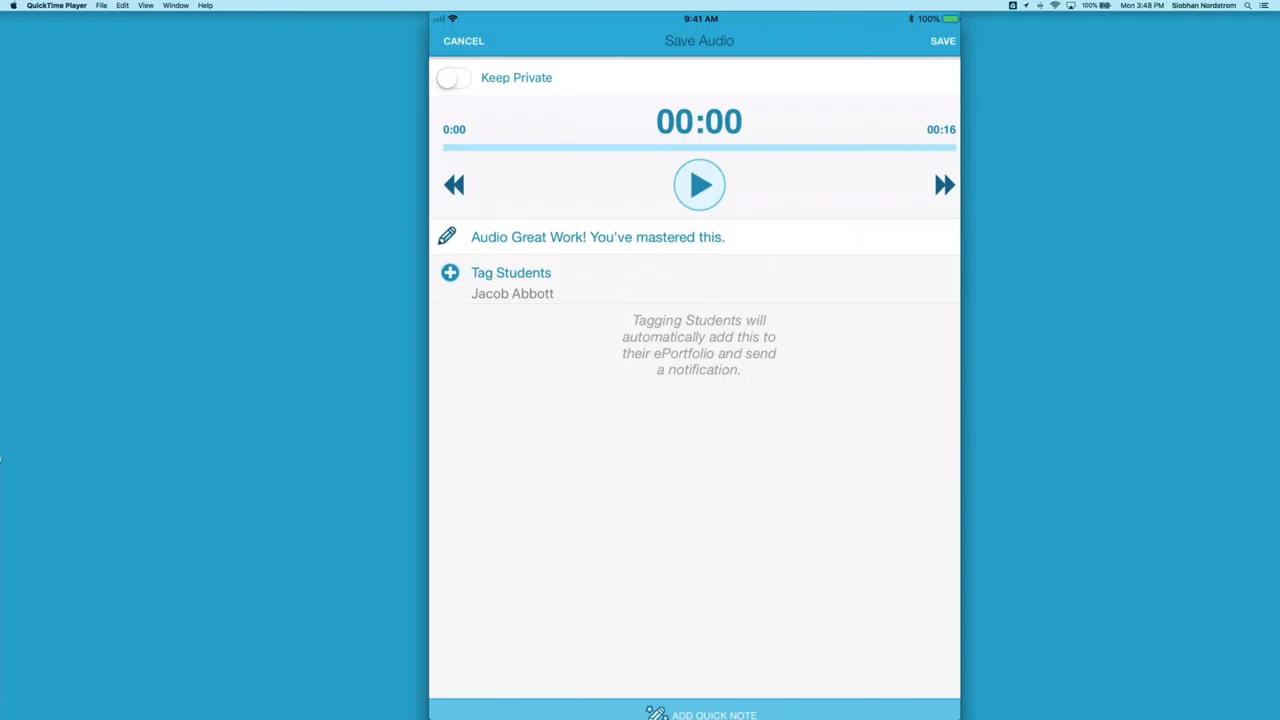 QuickTime Player File Edit View Window Help 100% Mon 3:48 PM Siobhan Nordstrom
9:41 AM 100%
CANCEL Save Audio SAVE
Keep Private
00:00
0:00 00:16
Audio Great Work! You've mastered this.
Tag Students
Jacob Abbott
Tagging Students will
automatically add this to
their ePortfolio and send
a notification.
ADD QUICK NOTE